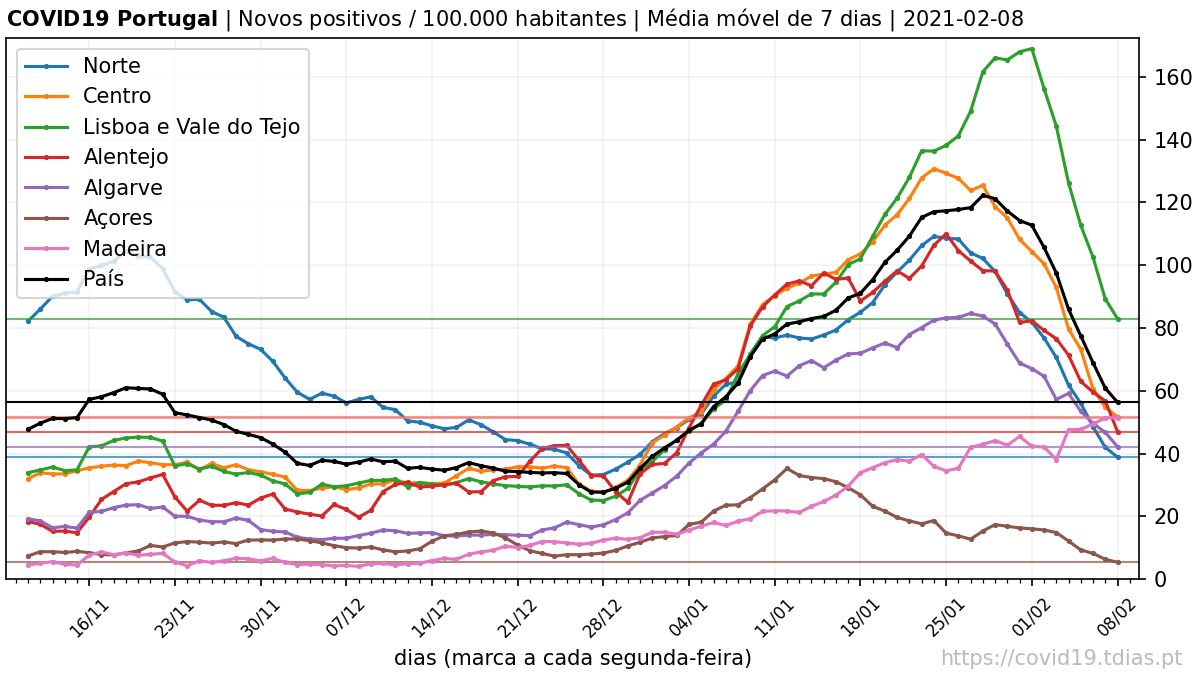 COVID19 Portugal | Novos positivos / 100.000 habitantes | Média móvel de 7 dias | 2021-02-08
Norte
Centro
Lisboa e Vale do Tejo
Alentejo
Algarve
Açores
Madeira
País
160
140
120
100
80
60
40
20
0
16/11
23/11
30/11
07/12
14/12
21/12
28/12
04/01
11/01
18/01
25/01
01/02
08/02
dias (marca a cada segunda-feira)
https://covid19.tdias.pt